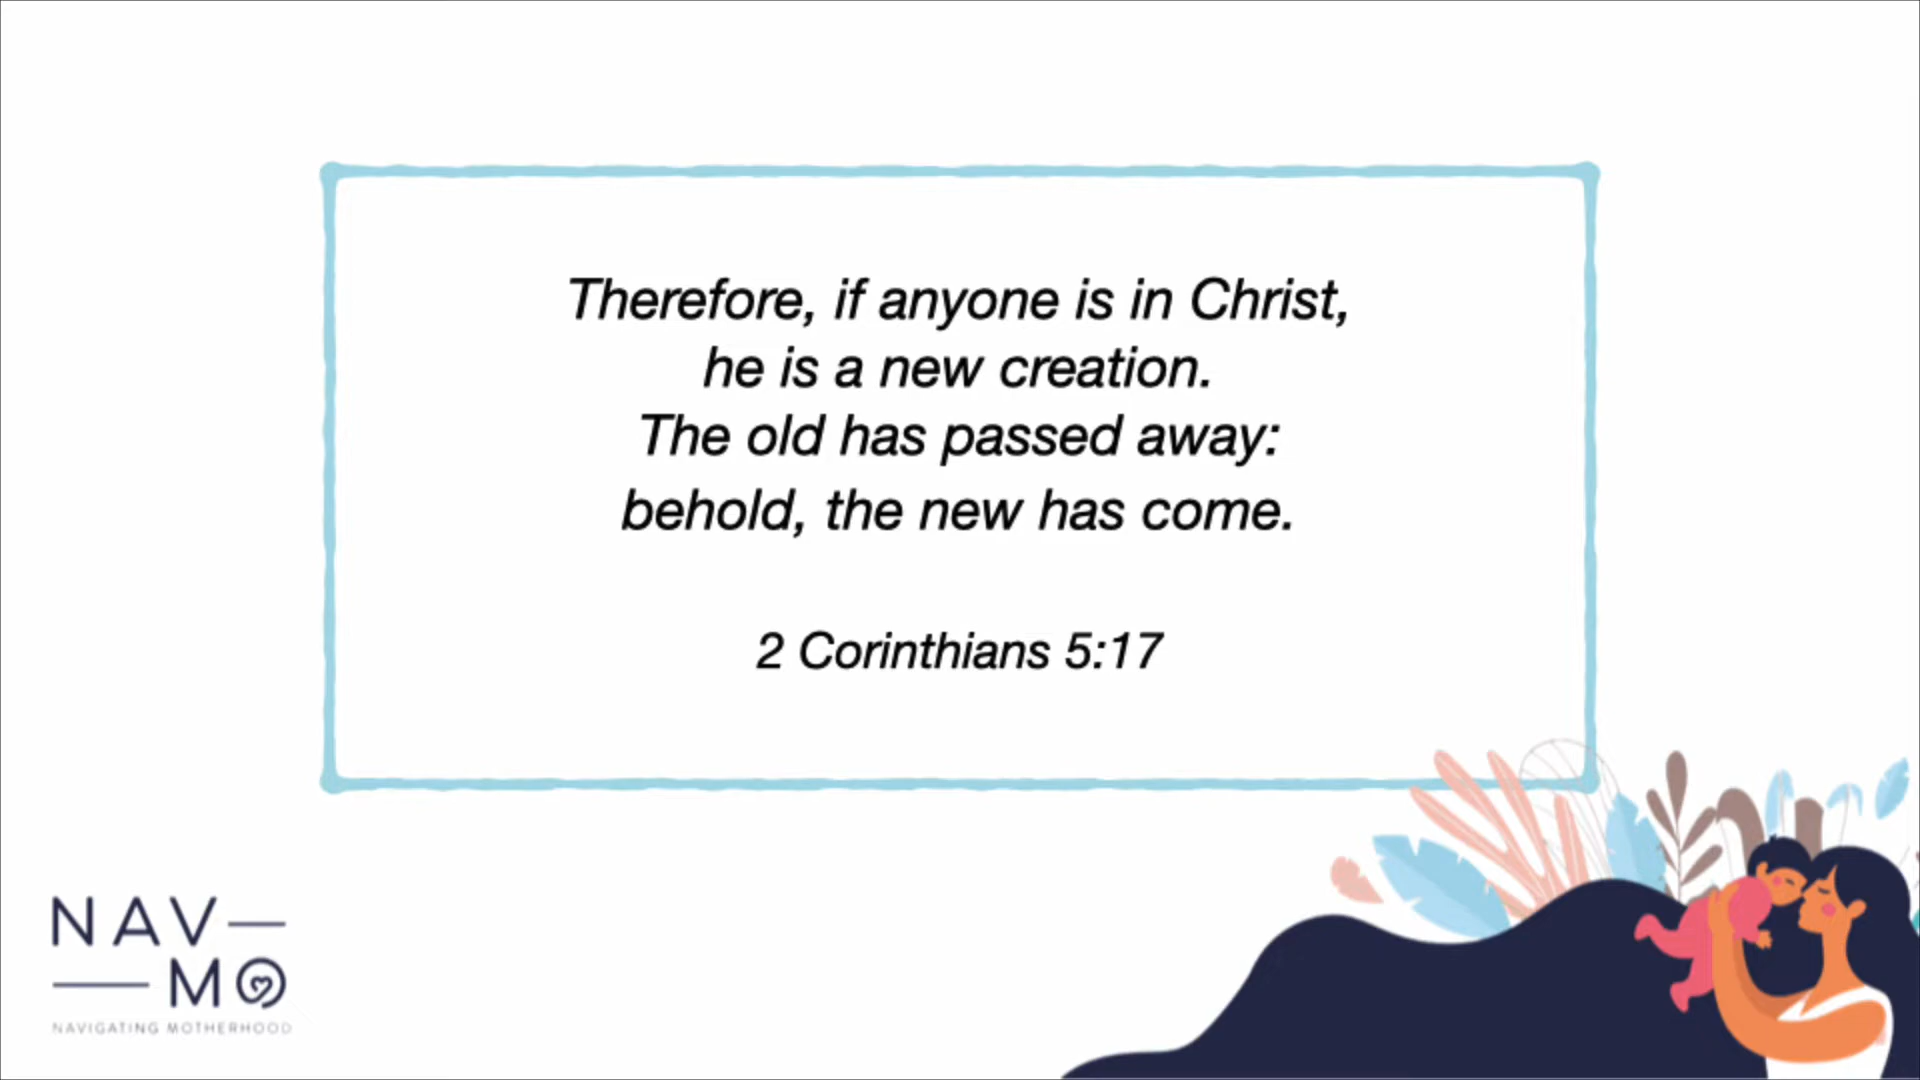 Therefore, if anyone is in Christ,
he is a new creation.
The old has passed away:
behold, the new has come.
2 Corinthians 5:17
NAV
MO
NAVIGATING MOTHERHOOD